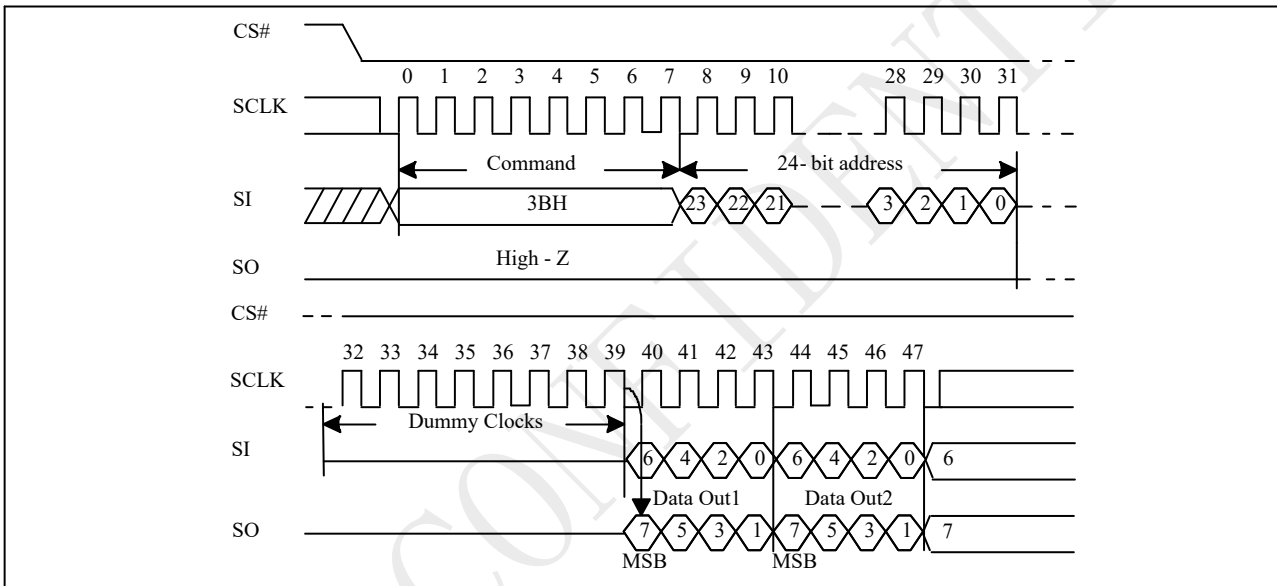 CS#
0 1 2 3 4 5 6 7 8 9 10 28 29 30 31
SCLK
Command 24- bit address
SI 3BH 23 22 21 3 2 1 0
High - Z
SO
CS#
32 33 34 35 36 37 38 39 40 41 42 43 44 45 46 47
SCLK
Dummy Clocks
SI 6 4 2 0 6 4 2 0 6
Data Out1 Data Out2
SO 7 5 3 1 7 5 3 1 7
MSB MSB
CONFIDENT